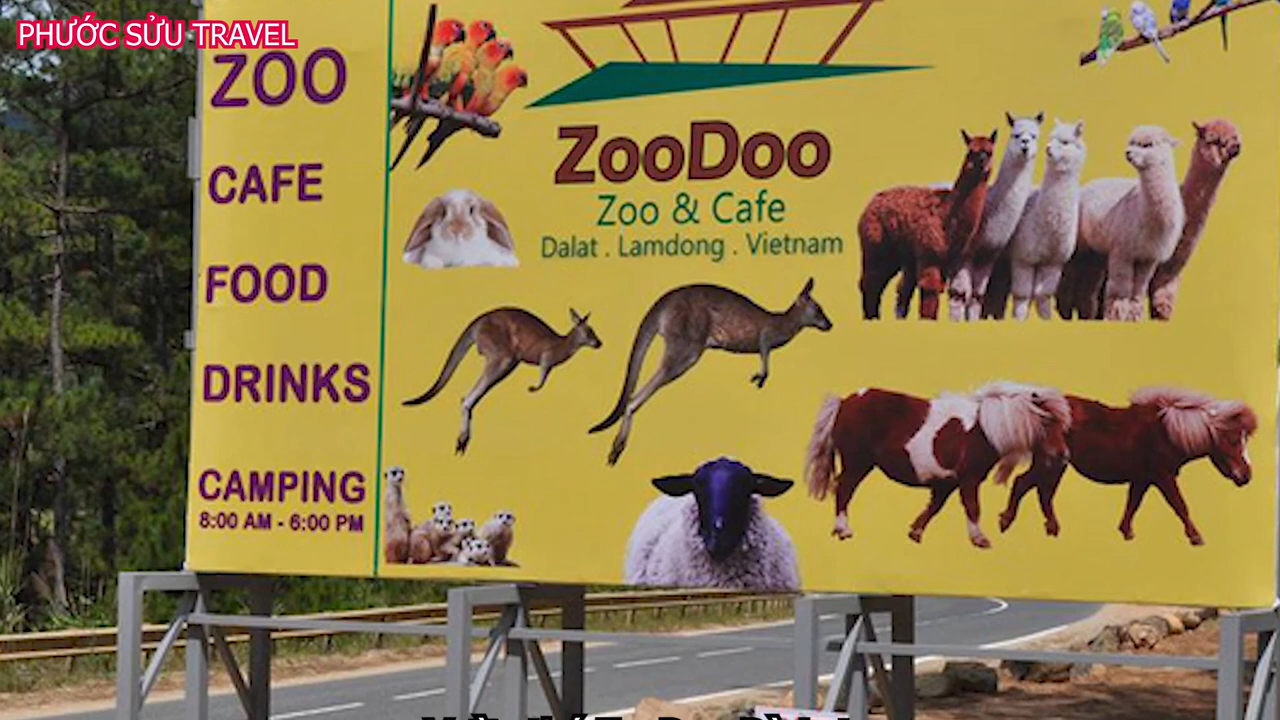 PHƯỚC SỬU TRAVEL
ZOO
CAFE
FOOD
DRINKS
CAMPING
8:00 AM - 6:00 PM
ZooDoo
Zoo & Cafe
Dalat . Lamdong . Vietnam